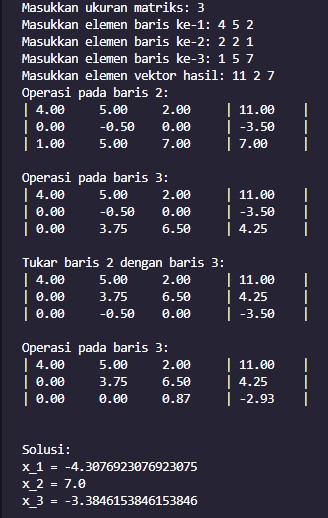 Masukkan ukuran matriks: 3
Masukkan elemen baris ke-1: 4 5 2
Masukkan elemen baris ke-2: 2 2 1
Masukkan elemen baris ke-3: 1 5 7
Masukkan elemen vektor hasil: 11 2 7
Operasi pada baris 2:
| 4.00 5.00 2.00 | 11.00 |
| 0.00 -0.50 0.00 | -3.50 |
| 1.00 5.00 7.00 | 7.00 |
Operasi pada baris 3:
| 4.00 5.00 2.00 | 11.00 |
| 0.00 -0.50 0.00 | -3.50 |
| 0.00 3.75 6.50 | 4.25 |
Tukar baris 2 dengan baris 3:
| 4.00 5.00 2.00 | 11.00 |
| 0.00 3.75 6.50 | 4.25 |
| 0.00 -0.50 0.00 | -3.50 |
Operasi pada baris 3:
| 4.00 5.00 2.00 | 11.00 |
| 0.00 3.75 6.50 | 4.25 |
| 0.00 0.00 0.87 | -2.93 |
Solusi:
x_1 = -4.3076923076923075
x_2 = 7.0
x_3 = -3.3846153846153846